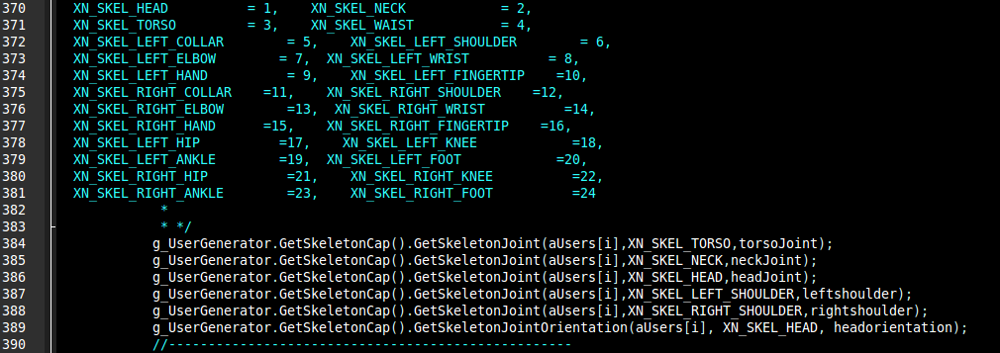 370 XN_SKEL_HEAD = 1, XN_SKEL_NECK = 2,
371 XN_SKEL_TORSO = 3, XN_SKEL_WAIST = 4,
372 XN_SKEL_LEFT_COLLAR = 5, XN_SKEL_LEFT_SHOULDER = 6,
373 XN_SKEL_LEFT_ELBOW = 7, XN_SKEL_LEFT_WRIST = 8,
374 XN_SKEL_LEFT_HAND = 9, XN_SKEL_LEFT_FINGERTIP =10,
375 XN_SKEL_RIGHT_COLLAR =11, XN_SKEL_RIGHT_SHOULDER =12,
376 XN_SKEL_RIGHT_ELBOW =13, XN_SKEL_RIGHT_WRIST =14,
377 XN_SKEL_RIGHT_HAND =15, XN_SKEL_RIGHT_FINGERTIP =16,
378 XN_SKEL_LEFT_HIP =17, XN_SKEL_LEFT_KNEE =18,
379 XN_SKEL_LEFT_ANKLE =19, XN_SKEL_LEFT_FOOT =20,
380 XN_SKEL_RIGHT_HIP =21, XN_SKEL_RIGHT_KNEE =22,
381 XN_SKEL_RIGHT_ANKLE =23, XN_SKEL_RIGHT_FOOT =24
382 *
383 * */
384 g_UserGenerator.GetSkeletonCap().GetSkeletonJoint(aUsers[i],XN_SKEL_TORSO,torsoJoint);
385 g_UserGenerator.GetSkeletonCap().GetSkeletonJoint(aUsers[i],XN_SKEL_NECK,neckJoint);
386 g_UserGenerator.GetSkeletonCap().GetSkeletonJoint(aUsers[i],XN_SKEL_HEAD,headJoint);
387 g_UserGenerator.GetSkeletonCap().GetSkeletonJoint(aUsers[i],XN_SKEL_LEFT_SHOULDER,leftshoulder);
388 g_UserGenerator.GetSkeletonCap().GetSkeletonJoint(aUsers[i],XN_SKEL_RIGHT_SHOULDER,rightshoulder);
389 g_UserGenerator.GetSkeletonCap().GetSkeletonJointOrientation(aUsers[i], XN_SKEL_HEAD, headorientation);
390 //---------------------------------------------------